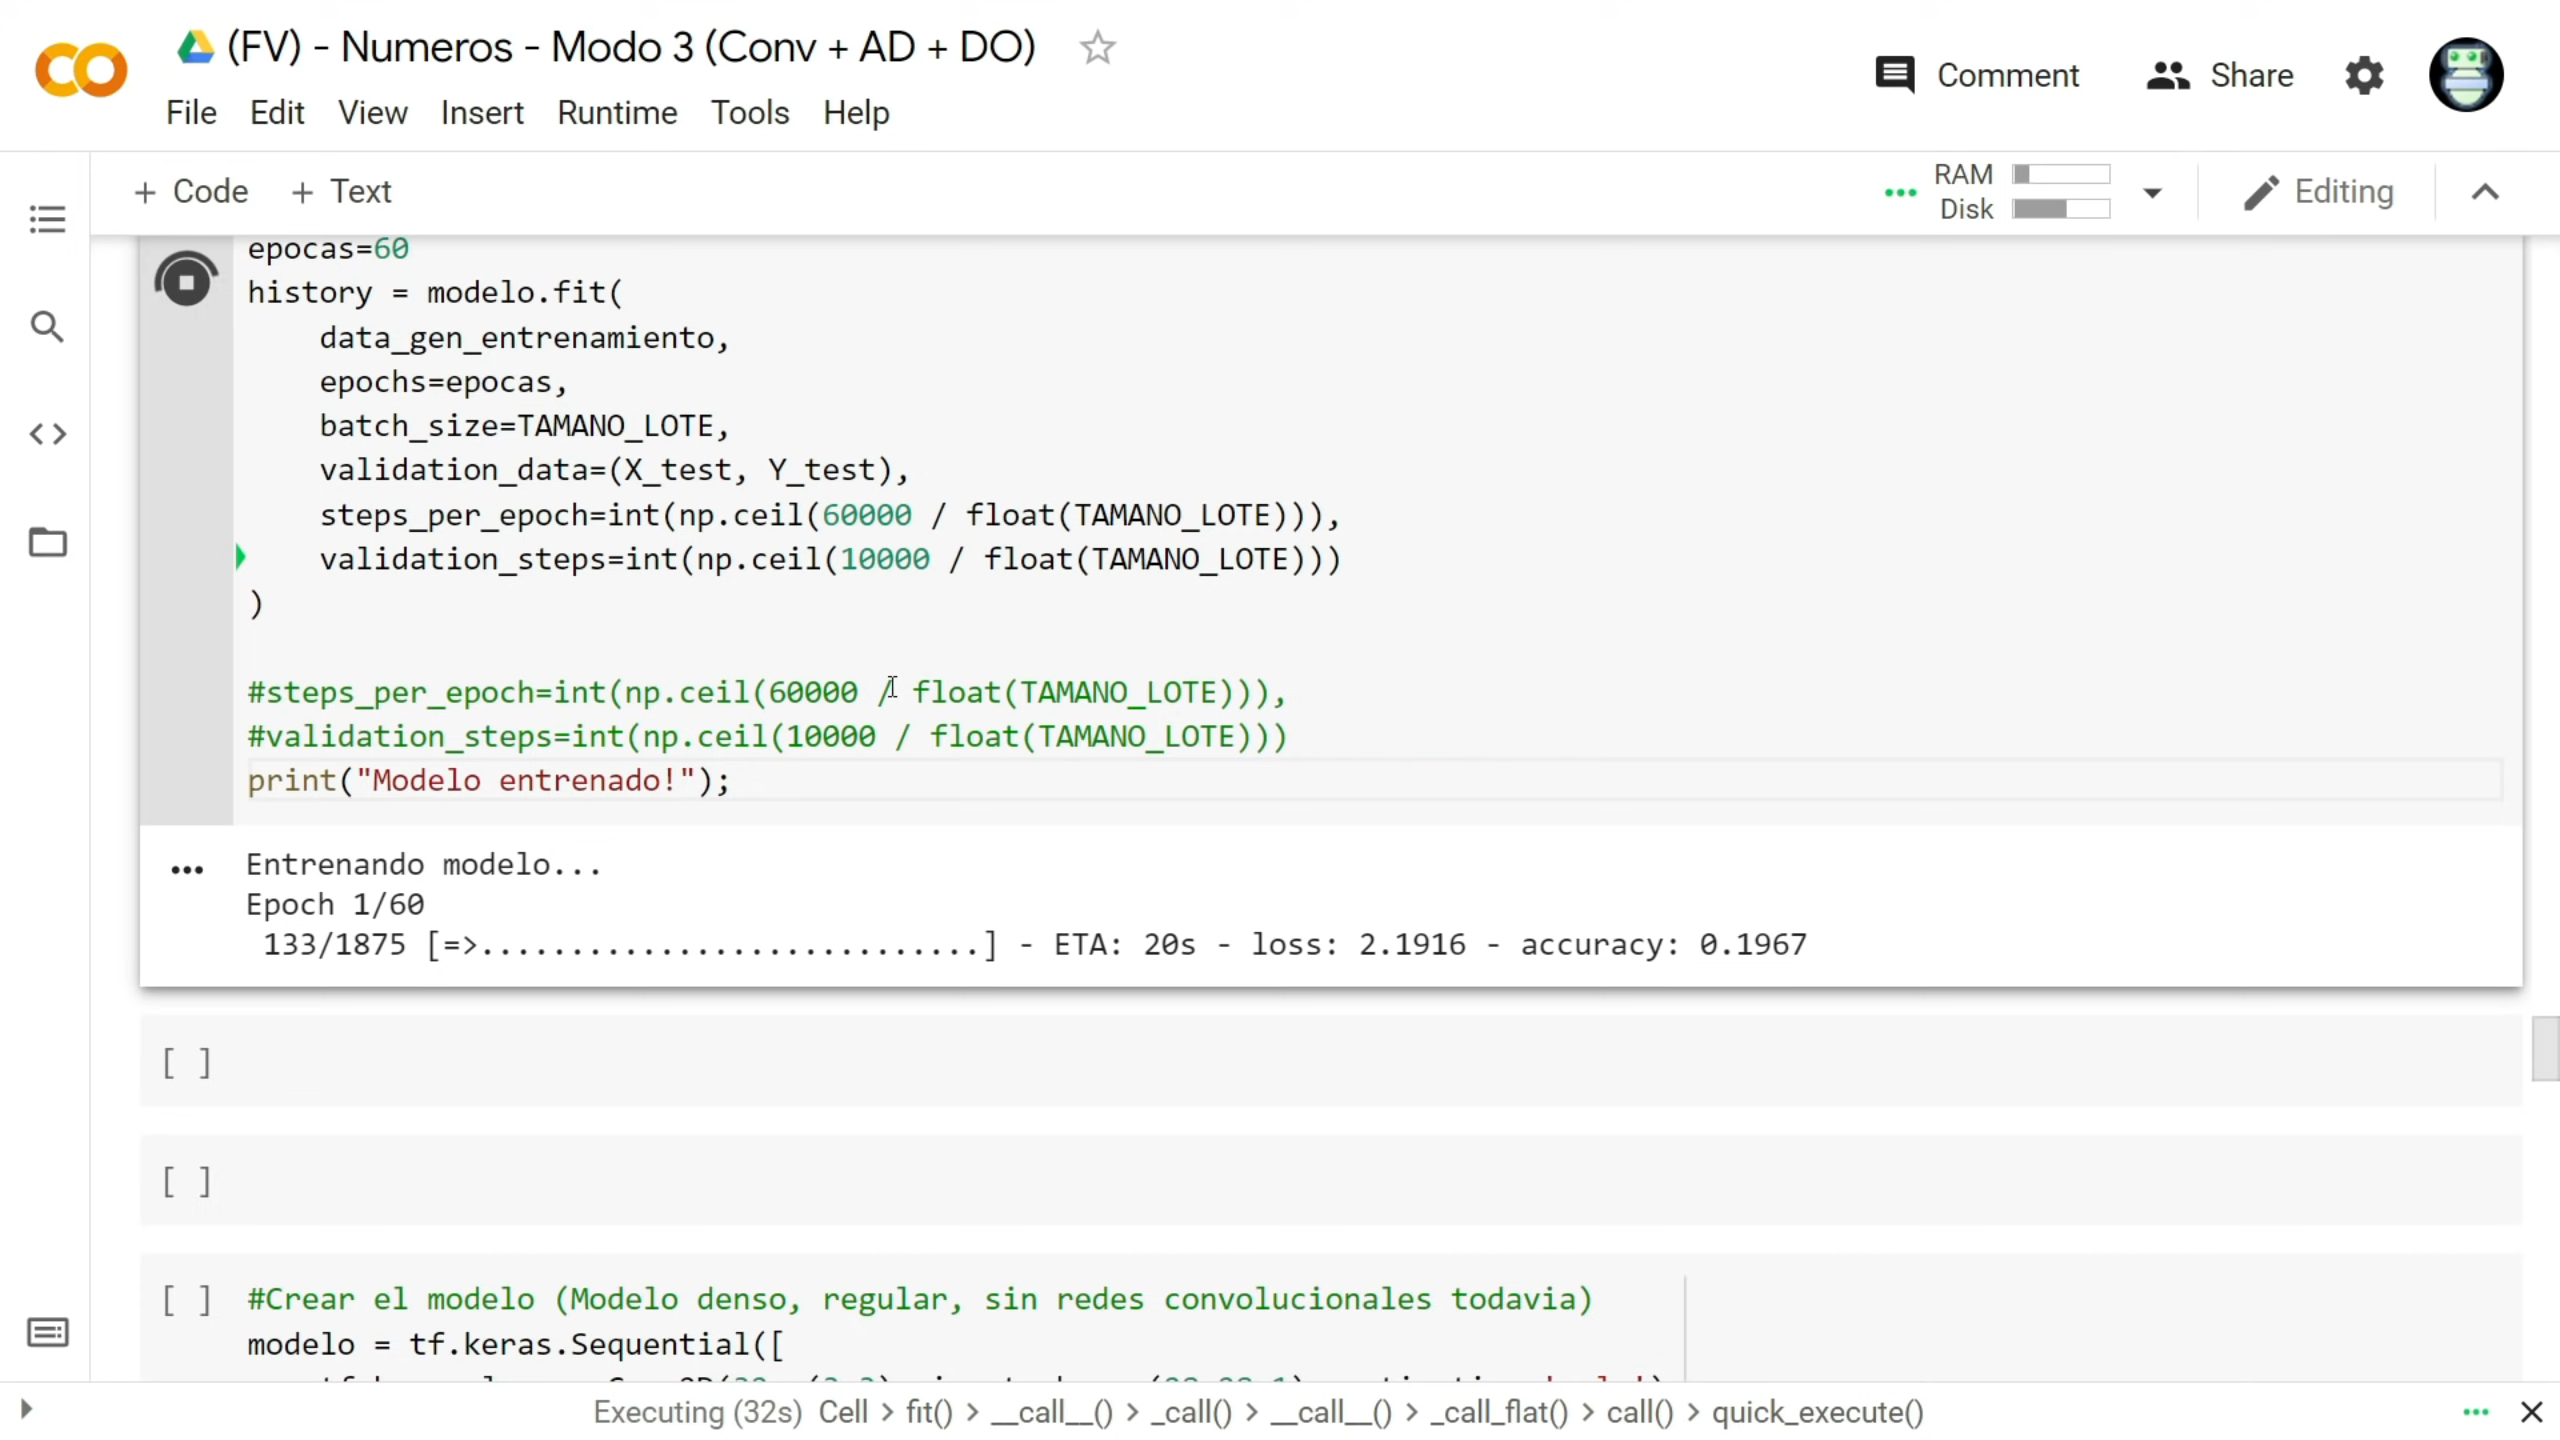 (FV) - Numeros - Modo 3 (Conv + AD + DO)
File Edit View Insert Runtime Tools Help
Comment Share
+ Code + Text
RAM
Disk
Editing
epocas=60
history = modelo.fit(
    data_gen_entrenamiento,
    epochs=epocas,
    batch_size=TAMANO_LOTE,
    validation_data=(X_test, Y_test),
    steps_per_epoch=int(np.ceil(60000 / float(TAMANO_LOTE))),
    validation_steps=int(np.ceil(10000 / float(TAMANO_LOTE)))
)
#steps_per_epoch=int(np.ceil(60000 / float(TAMANO_LOTE))),
#validation_steps=int(np.ceil(10000 / float(TAMANO_LOTE)))
print("Modelo entrenado!");
Entrenando modelo...
Epoch 1/60
133/1875 [=>............................] - ETA: 20s - loss: 2.1916 - accuracy: 0.1967
[ ]
[ ]
[ ] #Crear el modelo (Modelo denso, regular, sin redes convolucionales todavia)
modelo = tf.keras.Sequential([
Executing (32s) Cell > fit() > __call__() > _call() > __call__() > _call_flat() > call() > quick_execute()